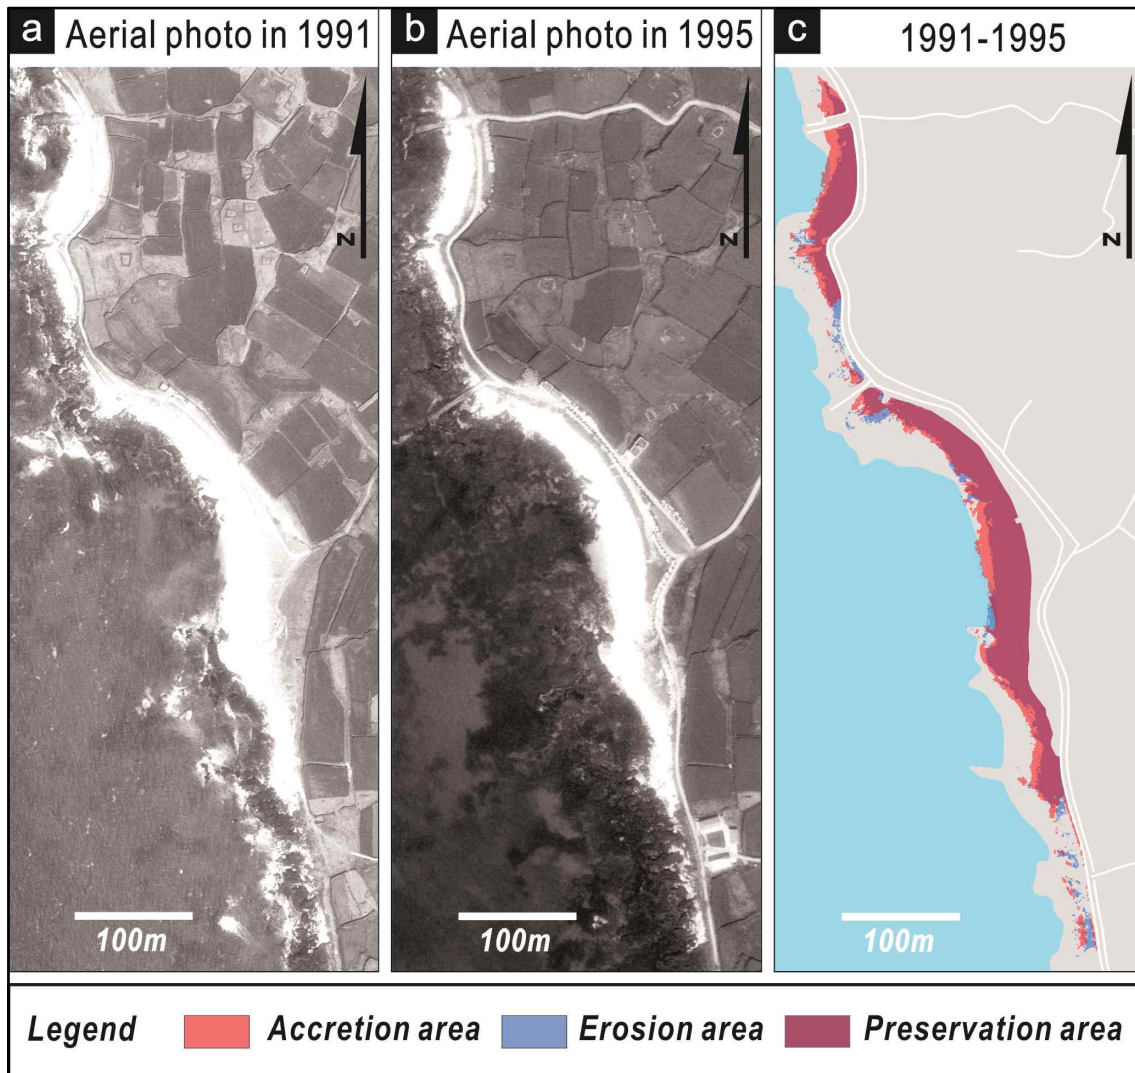 a Aerial photo in 1991
b Aerial photo in 1995
c 1991-1995
N
N
N
100m
100m
100m
Legend Accretion area Erosion area Preservation area